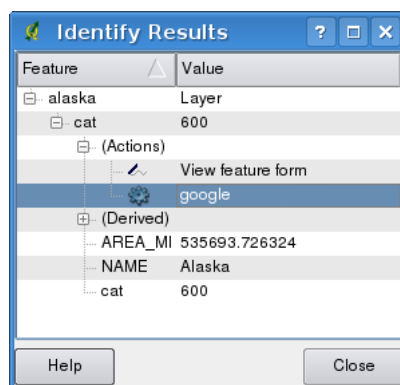 Identify Results
Feature Value
alaska Layer
cat 600
(Actions)
View feature form
google
(Derived)
AREA_MI 535693.726324
NAME Alaska
cat 600
Help Close